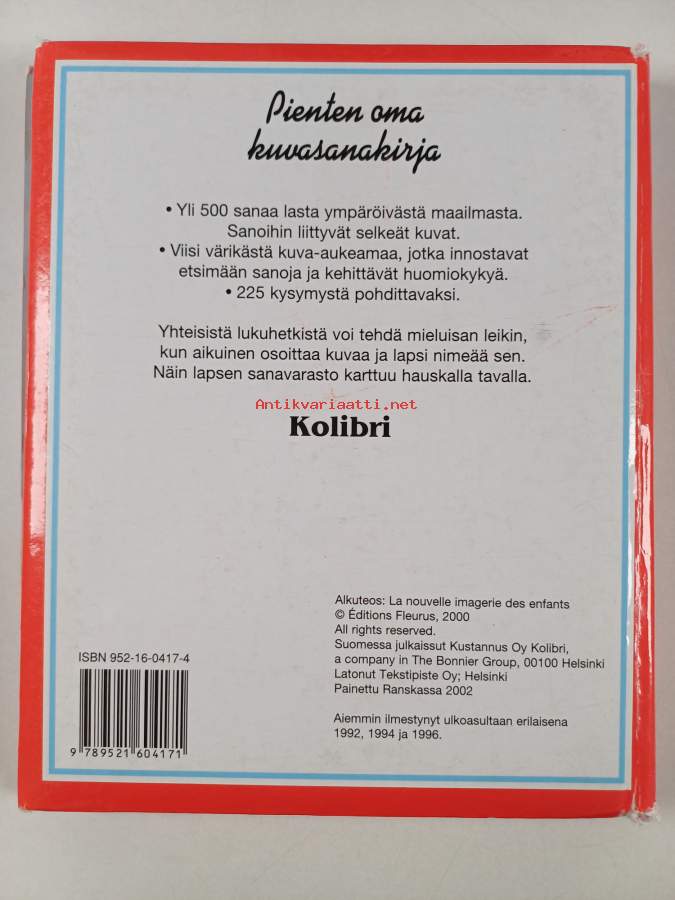 Pienten oma
kuvasanakirja
• Yli 500 sanaa lasta ympäröivästä maailmasta.
Sanoihin liittyvät selkeät kuvat.
• Viisi värikästä kuva-aukeamaa, jotka innostavat
etsimään sanoja ja kehittävät huomiokykyä.
• 225 kysymystä pohdittavaksi.
Yhteisistä lukuhetkistä voi tehdä mieluisan leikin,
kun aikuinen osoittaa kuvaa ja lapsi nimeää sen.
Näin lapsen sanavarasto karttuu hauskalla tavalla.
Antikvariaatti.net
Kolibri
Alkuteos: La nouvelle imagerie des enfants
© Éditions Fleurus, 2000
All rights reserved.
Suomessa julkaissut Kustannus Oy Kolibri,
a company in The Bonnier Group, 00100 Helsinki
Latonut Tekstipiste Oy; Helsinki
Painettu Ranskassa 2002
Aiemmin ilmestynyt ulkoasultaan erilaisena
1992, 1994 ja 1996.
ISBN 952-16-0417-4
9 789521 604171